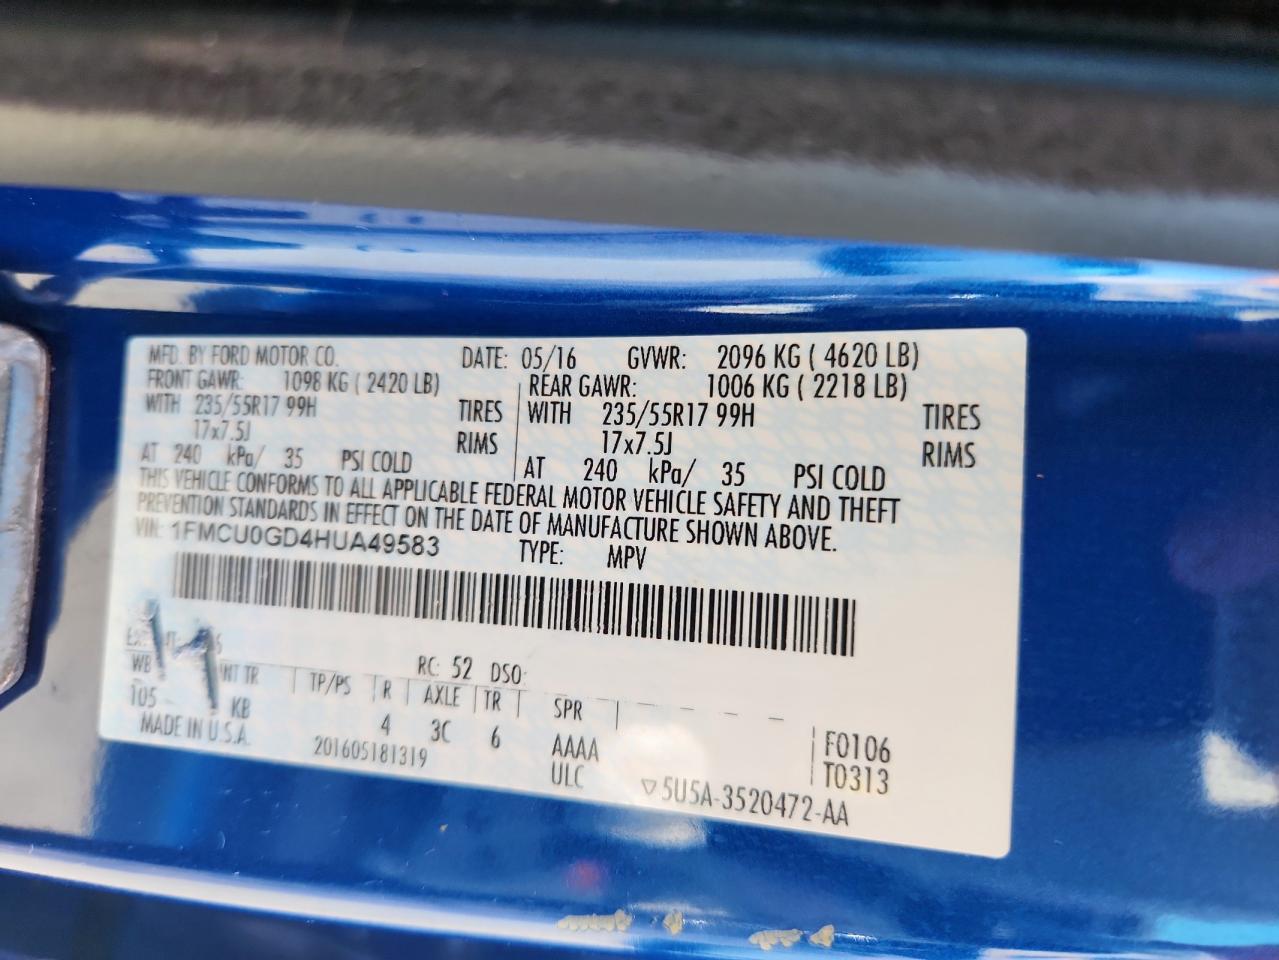 MFD. BY FORD MOTOR CO. DATE: 05/16 GVWR: 2096 KG ( 4620 LB)
FRONT GAWR: 1098 KG ( 2420 LB) REAR GAWR: 1006 KG ( 2218 LB)
WITH 235/55R17 99H TIRES WITH 235/55R17 99H TIRES
17x7.5J RIMS 17x7.5J RIMS
AT 240 kPa/ 35 PSI COLD AT 240 kPa/ 35 PSI COLD
THIS VEHICLE CONFORMS TO ALL APPLICABLE FEDERAL MOTOR VEHICLE SAFETY AND THEFT
PREVENTION STANDARDS IN EFFECT ON THE DATE OF MANUFACTURE SHOWN ABOVE.
VIN: 1FMCU0GD4HUA49583 TYPE: MPV
RC: 52 DSO:
WB INT TR TP/PS R AXLE TR SPR
105 KB 4 3C 6 AAAA F0106
MADE IN U.S.A. 201605181319 ULC T0313
5U5A-3520472-AA